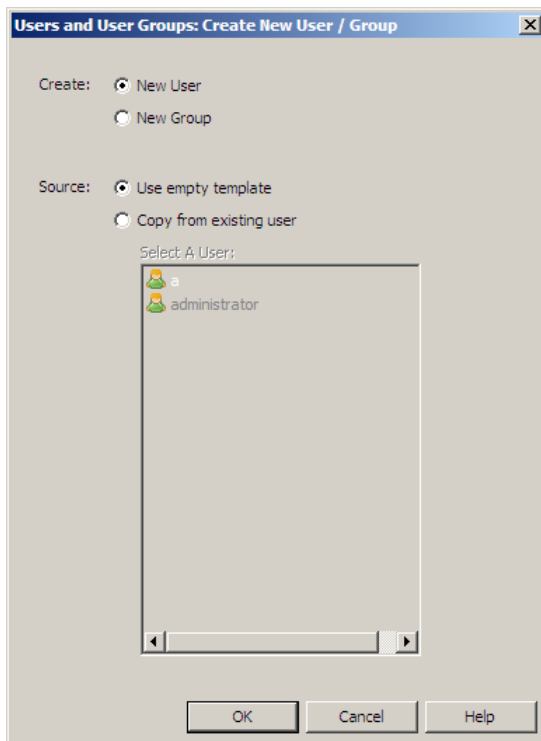 Users and User Groups: Create New User / Group
Create: New User
New Group
Source: Use empty template
Copy from existing user
Select A User:
a
administrator
OK Cancel Help